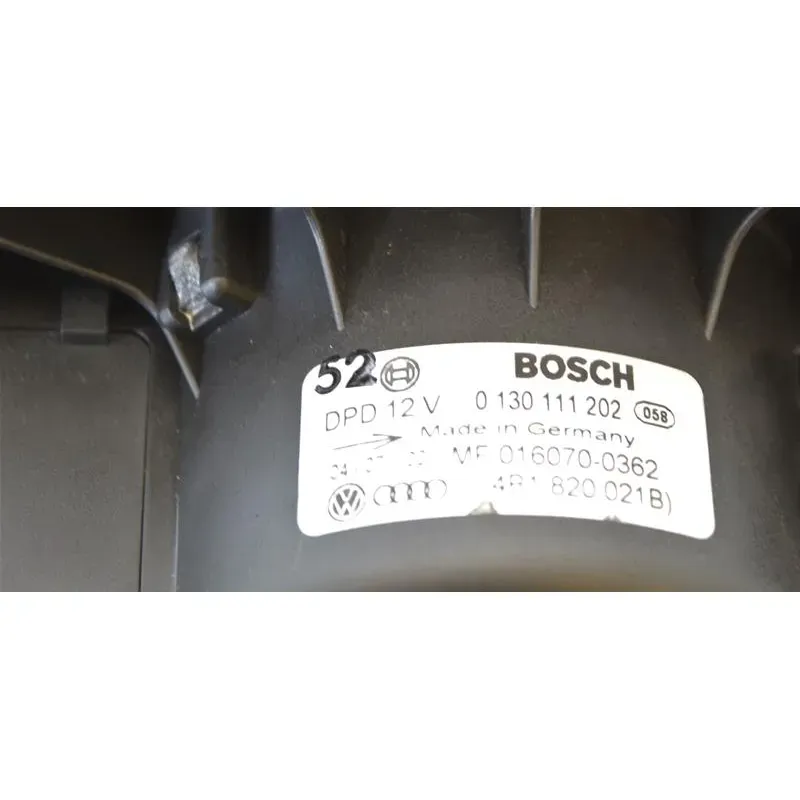 52 BOSCH
DPD 12 V 0 130 111 202 058
Made in Germany
MF 016070-0362
820 021B)